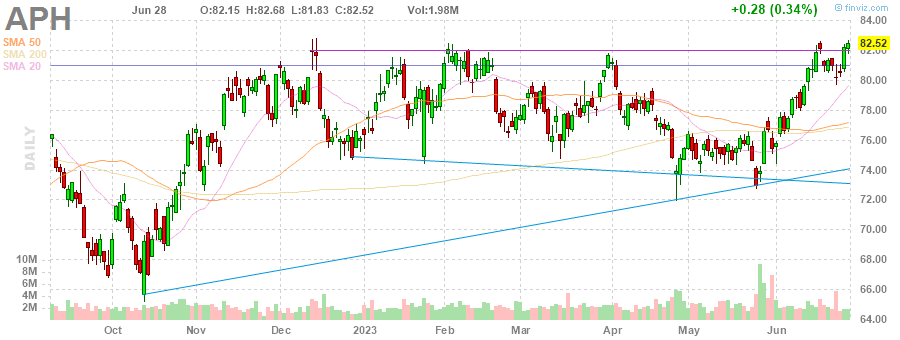 APH Jun 28 O:82.15 H:82.68 L:81.83 C:82.52 Vol:1.98M +0.28 (0.34%) © finviz.com
SMA 50
SMA 200
SMA 20
DAILY
84.00
82.52
82.00
80.00
78.00
76.00
74.00
72.00
70.00
68.00
66.00
64.00
10M
8M
6M
4M
2M
Oct Nov Dec 2023 Feb Mar Apr May Jun